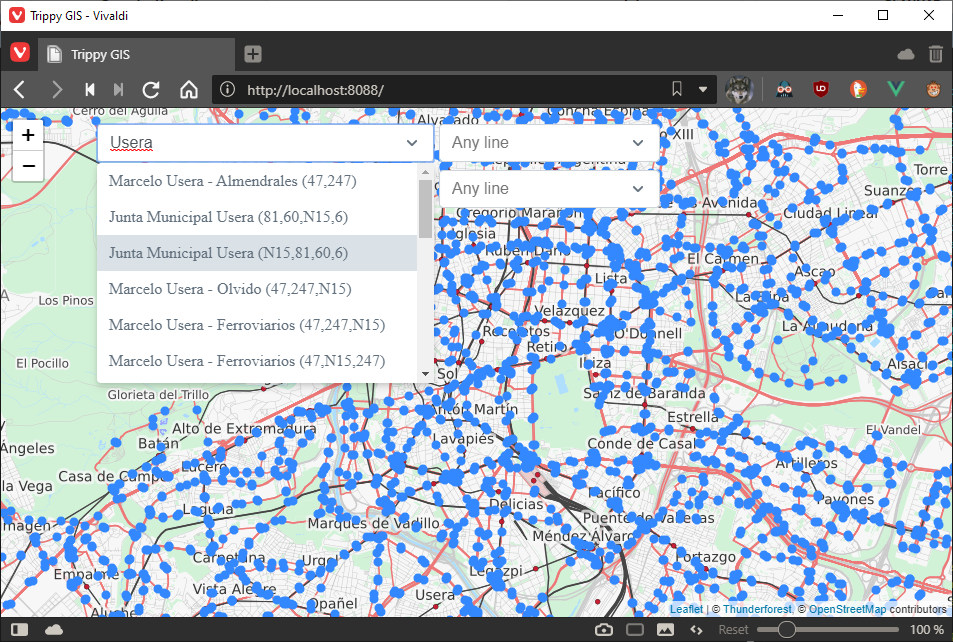 Trippy GIS - Vivaldi
Trippy GIS
http://localhost:8088/
Cerro del Águila
Alvarado
Concha Espina
+
Usera
Any line
XIII
−
Marcelo Usera - Almendrales (47,247)
Torre
Any line
Suanzes
Junta Municipal Usera (81,60,N15,6)
Avenida
Gregorio Marañón
Ciudad Lineal
Iglesia
Junta Municipal Usera (N15,81,60,6)
Rubén Darío
El Carmen
Ascao
Lista
Marcelo Usera - Olvido (47,247,N15)
Los Pinos
La Elipa
Velázquez
Marcelo Usera - Ferroviarios (47,247,N15)
Recoletos
O'Donnell
La Almudena
Retiro
El Pocillo
Marcelo Usera - Ferroviarios (47,N15,247)
Ibiza
Alsaci
Sol
Glorieta del Trillo
Sainz de Baranda
Antón Martín
Estrella
Alto de Extremadura
El Vandel
Batán
Lavapiés
Conde de Casal
Ángeles
Lucero
Artilleros
Casa de Campo
la Vega
Pacífico
Pavones
Laguna
Delicias
Puente de Vallecas
Marqués de Vadillo
Méndez Álvaro
Carpetana
Urgel
Portazgo
Empalme
Legazpi
Vista Alegre
Usera
Opañel
Aluche
Leaflet | © Thunderforest, © OpenStreetMap contributors
Reset
100 %